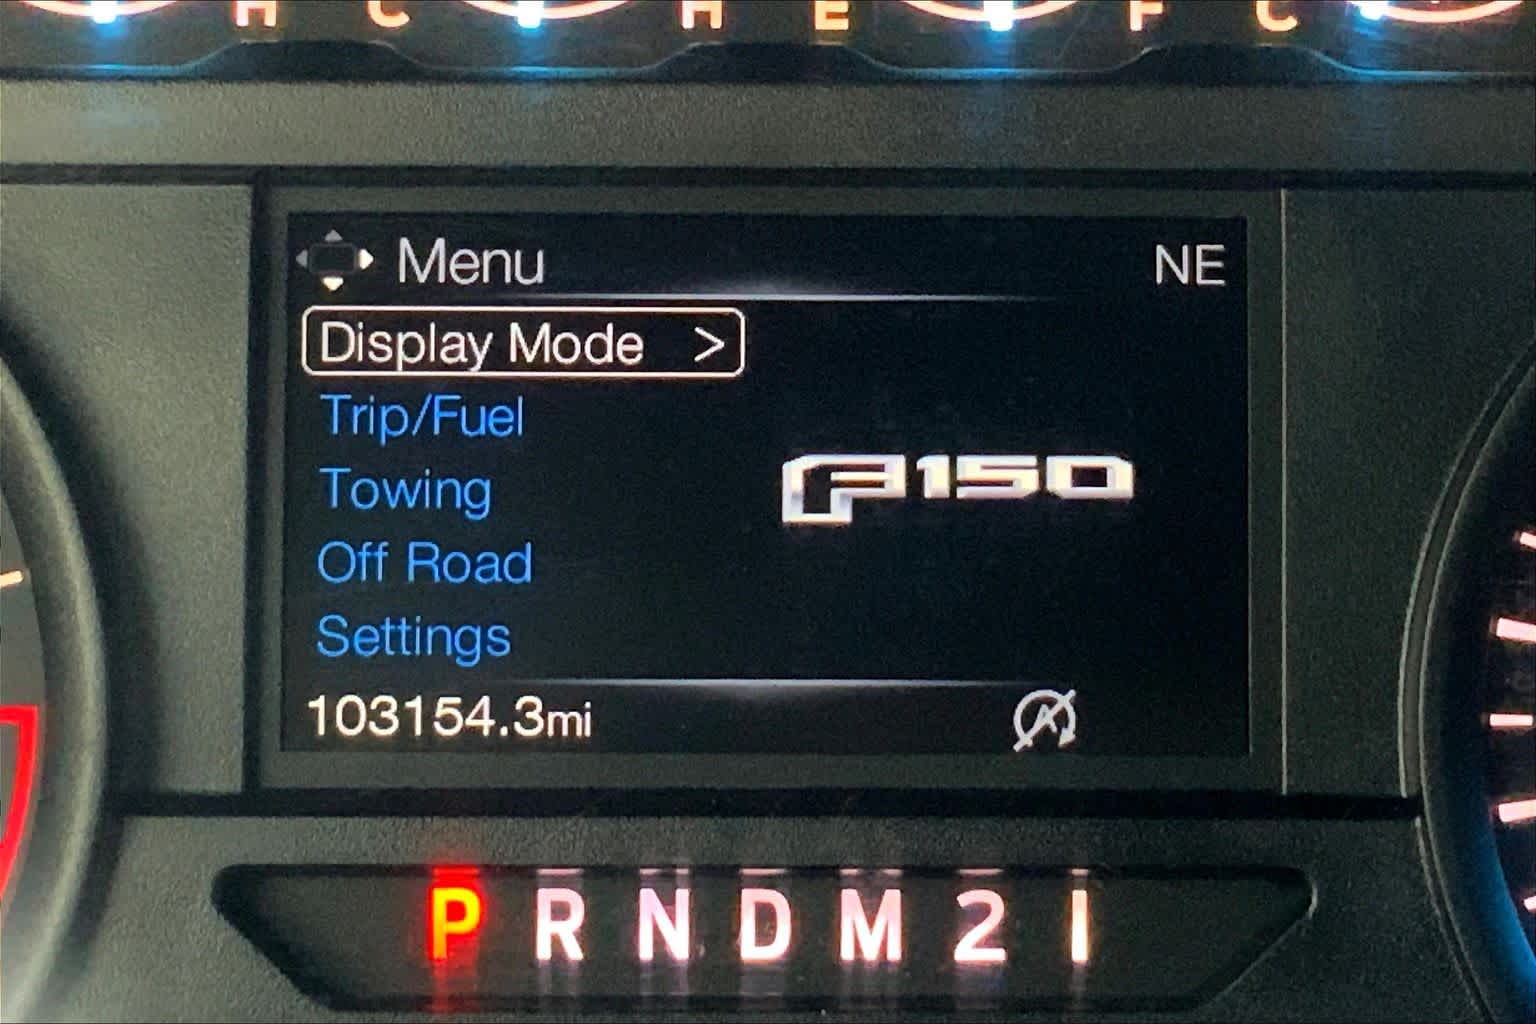 H C H E F C
Menu NE
Display Mode >
Trip/Fuel
F150
Towing
Off Road
Settings
103154.3mi
A
P R N D M 2 1